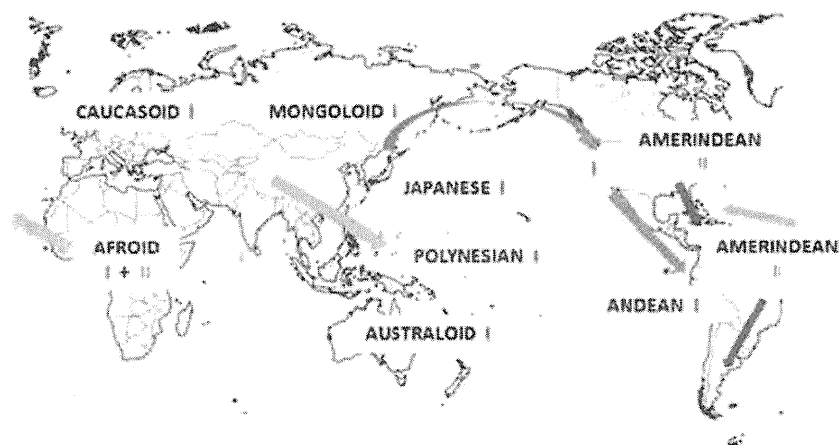 CAUCASOID I
MONGOLOID I
AMERINDEAN
II
I
JAPANESE I
AFROID
I + II
POLYNESIAN I
AMERINDEAN
II
ANDEAN I
AUSTRALOID I